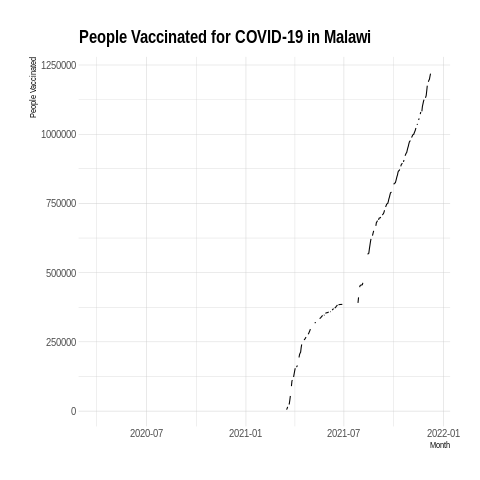 People Vaccinated for COVID-19 in Malawi
People Vaccinated
1250000
1000000
750000
500000
250000
0
2020-07 2021-01 2021-07 2022-01
Month